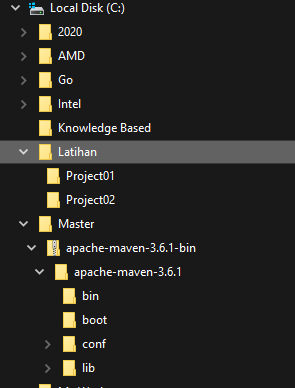 Local Disk (C:)
2020
AMD
Go
Intel
Knowledge Based
Latihan
Project01
Project02
Master
apache-maven-3.6.1-bin
apache-maven-3.6.1
bin
boot
conf
lib